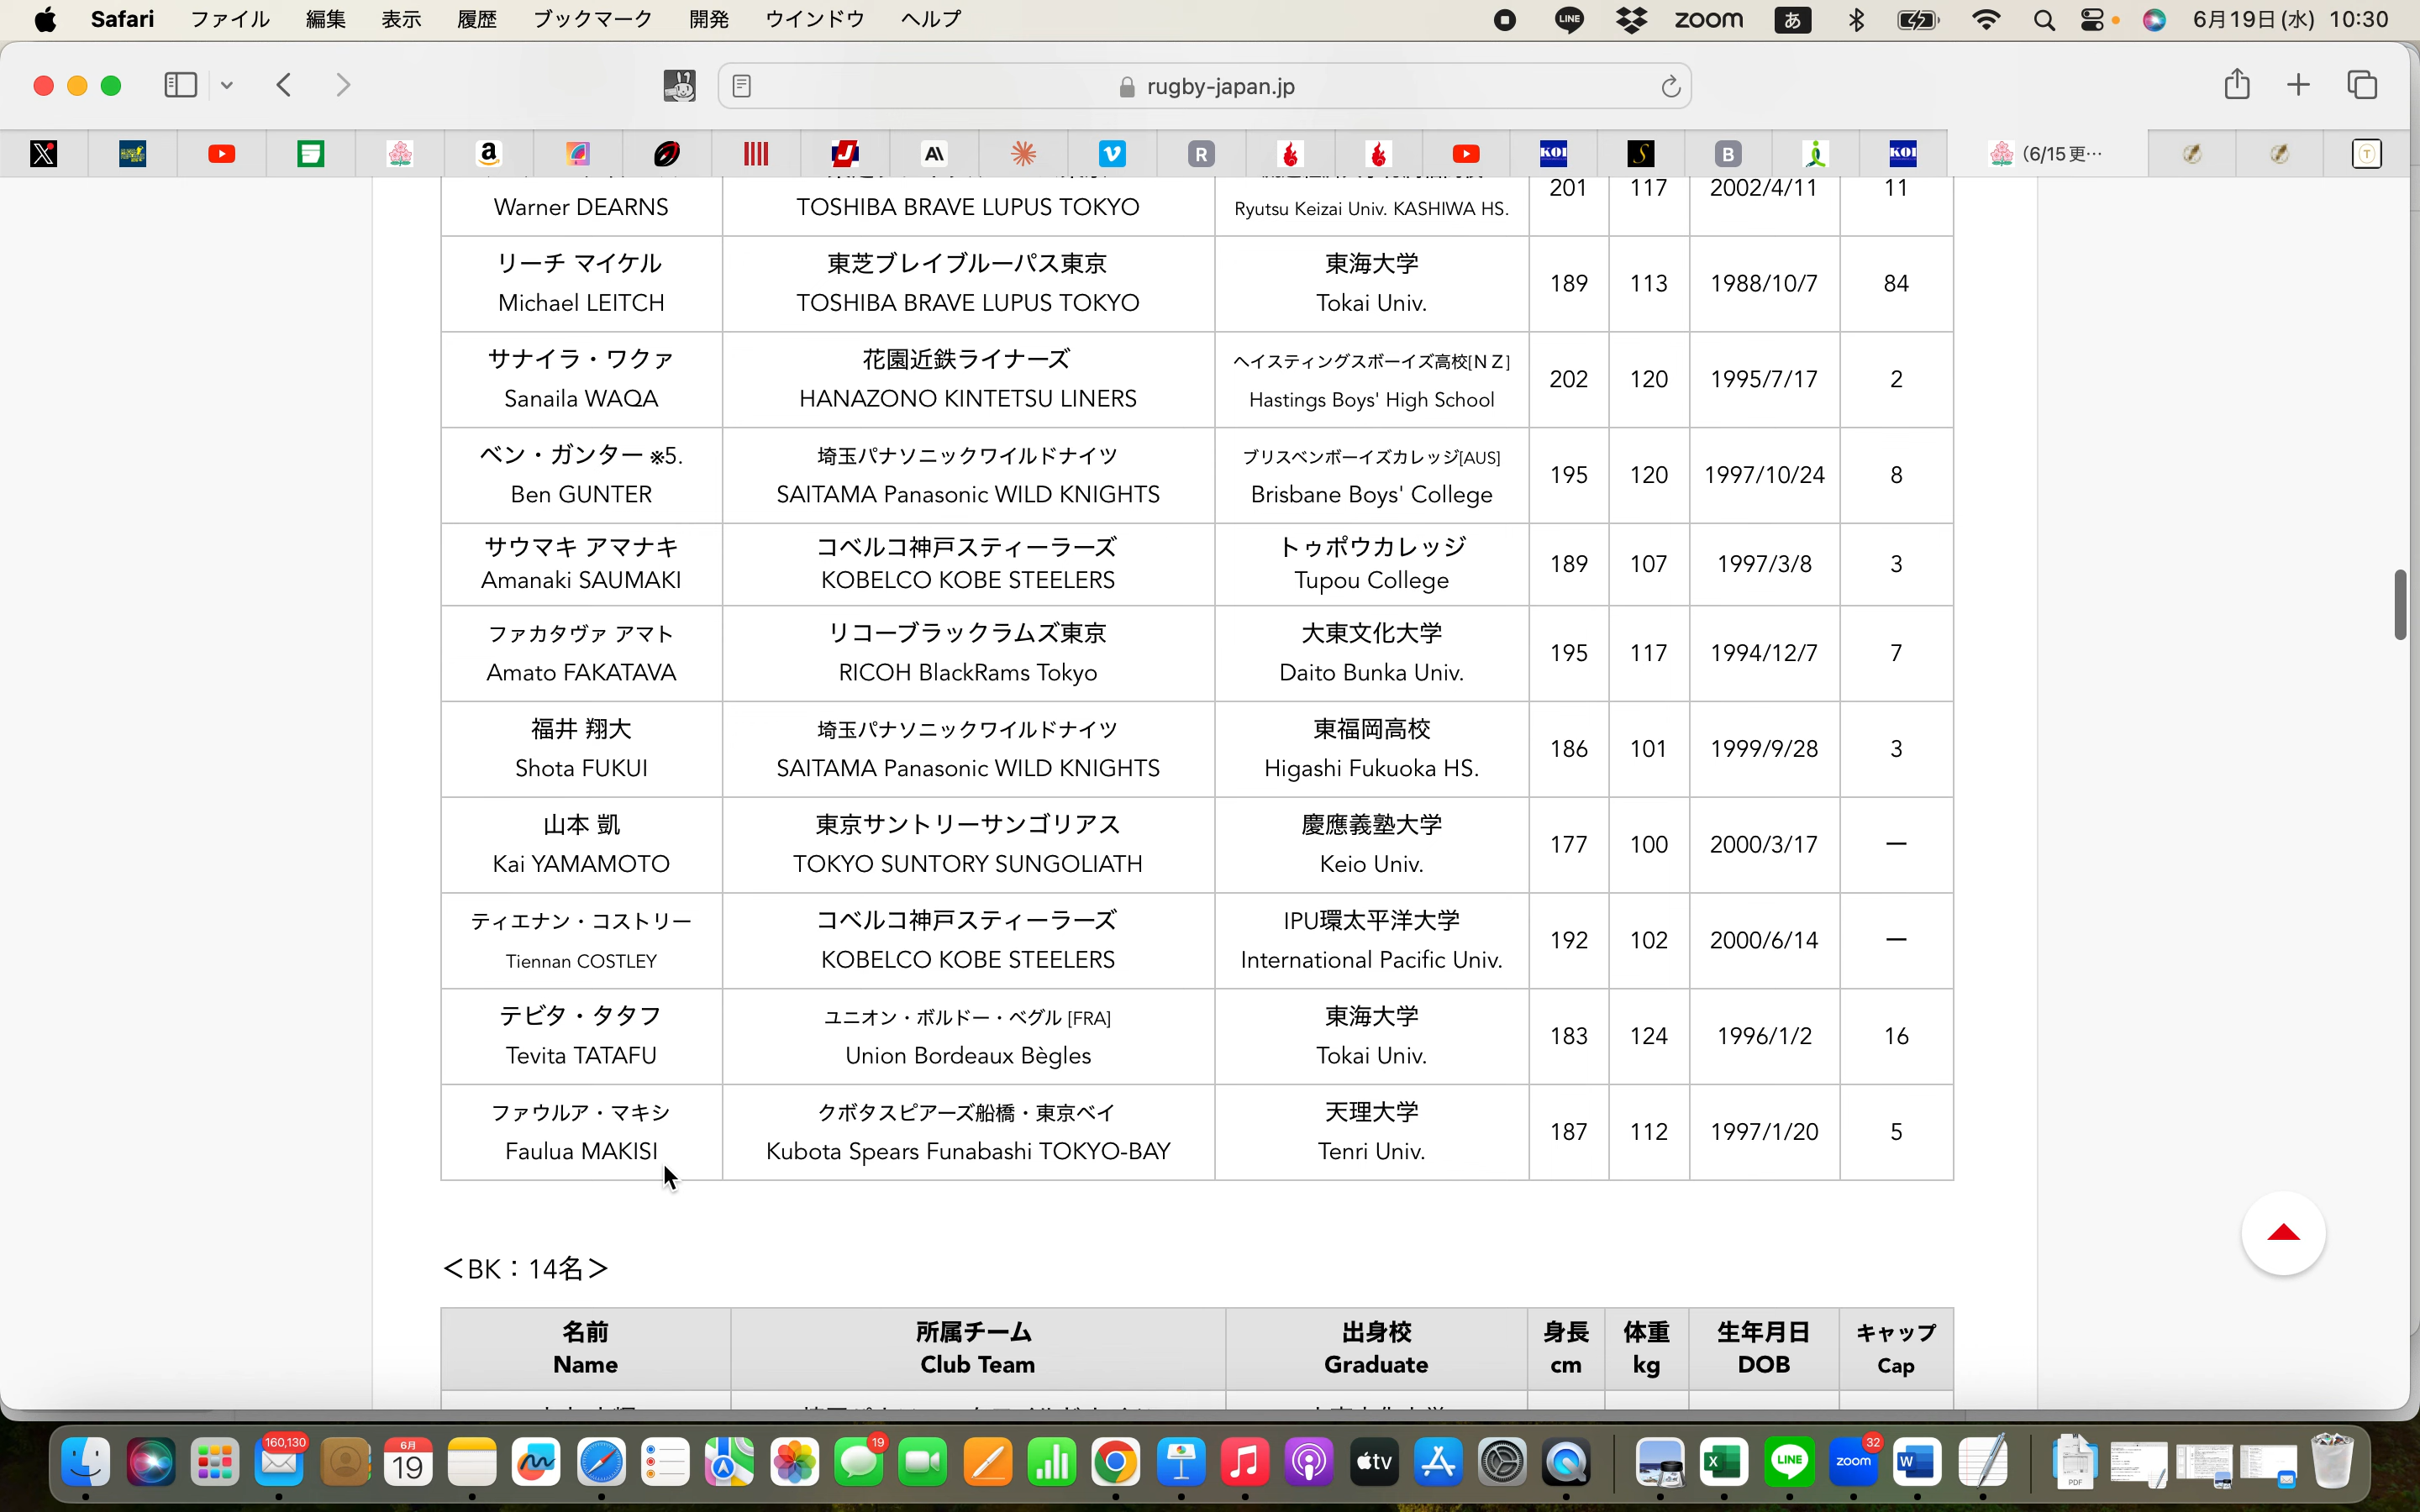 Safari ファイル 編集 表示 履歴 ブックマーク 開発 ウインドウ ヘルプ
LINE zoom あ 6月19日(水) 10:30
rugby-japan.jp
(6/15更…
Warner DEARNS TOSHIBA BRAVE LUPUS TOKYO Ryutsu Keizai Univ. KASHIWA HS. 201 117 2002/4/11 11
リーチ マイケル 東芝ブレイブルーパス東京 東海大学
Michael LEITCH TOSHIBA BRAVE LUPUS TOKYO Tokai Univ. 189 113 1988/10/7 84
サナイラ・ワクァ 花園近鉄ライナーズ ヘイスティングスボーイズ高校[NZ]
Sanaila WAQA HANAZONO KINTETSU LINERS Hastings Boys' High School 202 120 1995/7/17 2
ベン・ガンター ※5. 埼玉パナソニックワイルドナイツ ブリスベンボーイズカレッジ[AUS]
Ben GUNTER SAITAMA Panasonic WILD KNIGHTS Brisbane Boys' College 195 120 1997/10/24 8
サウマキ アマナキ コベルコ神戸スティーラーズ トゥポウカレッジ
Amanaki SAUMAKI KOBELCO KOBE STEELERS Tupou College 189 107 1997/3/8 3
ファカタヴァ アマト リコーブラックラムズ東京 大東文化大学
Amato FAKATAVA RICOH BlackRams Tokyo Daito Bunka Univ. 195 117 1994/12/7 7
福井 翔大 埼玉パナソニックワイルドナイツ 東福岡高校
Shota FUKUI SAITAMA Panasonic WILD KNIGHTS Higashi Fukuoka HS. 186 101 1999/9/28 3
山本 凱 東京サントリーサンゴリアス 慶應義塾大学
Kai YAMAMOTO TOKYO SUNTORY SUNGOLIATH Keio Univ. 177 100 2000/3/17 ー
ティエナン・コストリー コベルコ神戸スティーラーズ IPU環太平洋大学
Tiennan COSTLEY KOBELCO KOBE STEELERS International Pacific Univ. 192 102 2000/6/14 ー
テビタ・タタフ ユニオン・ボルドー・ベグル [FRA] 東海大学
Tevita TATAFU Union Bordeaux Bègles Tokai Univ. 183 124 1996/1/2 16
ファウルア・マキシ クボタスピアーズ船橋・東京ベイ 天理大学
Faulua MAKISI Kubota Spears Funabashi TOKYO-BAY Tenri Univ. 187 112 1997/1/20 5
＜BK：14名＞
名前 所属チーム 出身校 身長 体重 生年月日 キャップ
Name Club Team Graduate cm kg DOB Cap
160,130 6月 19 19 tv LINE zoom 32 W X PDF